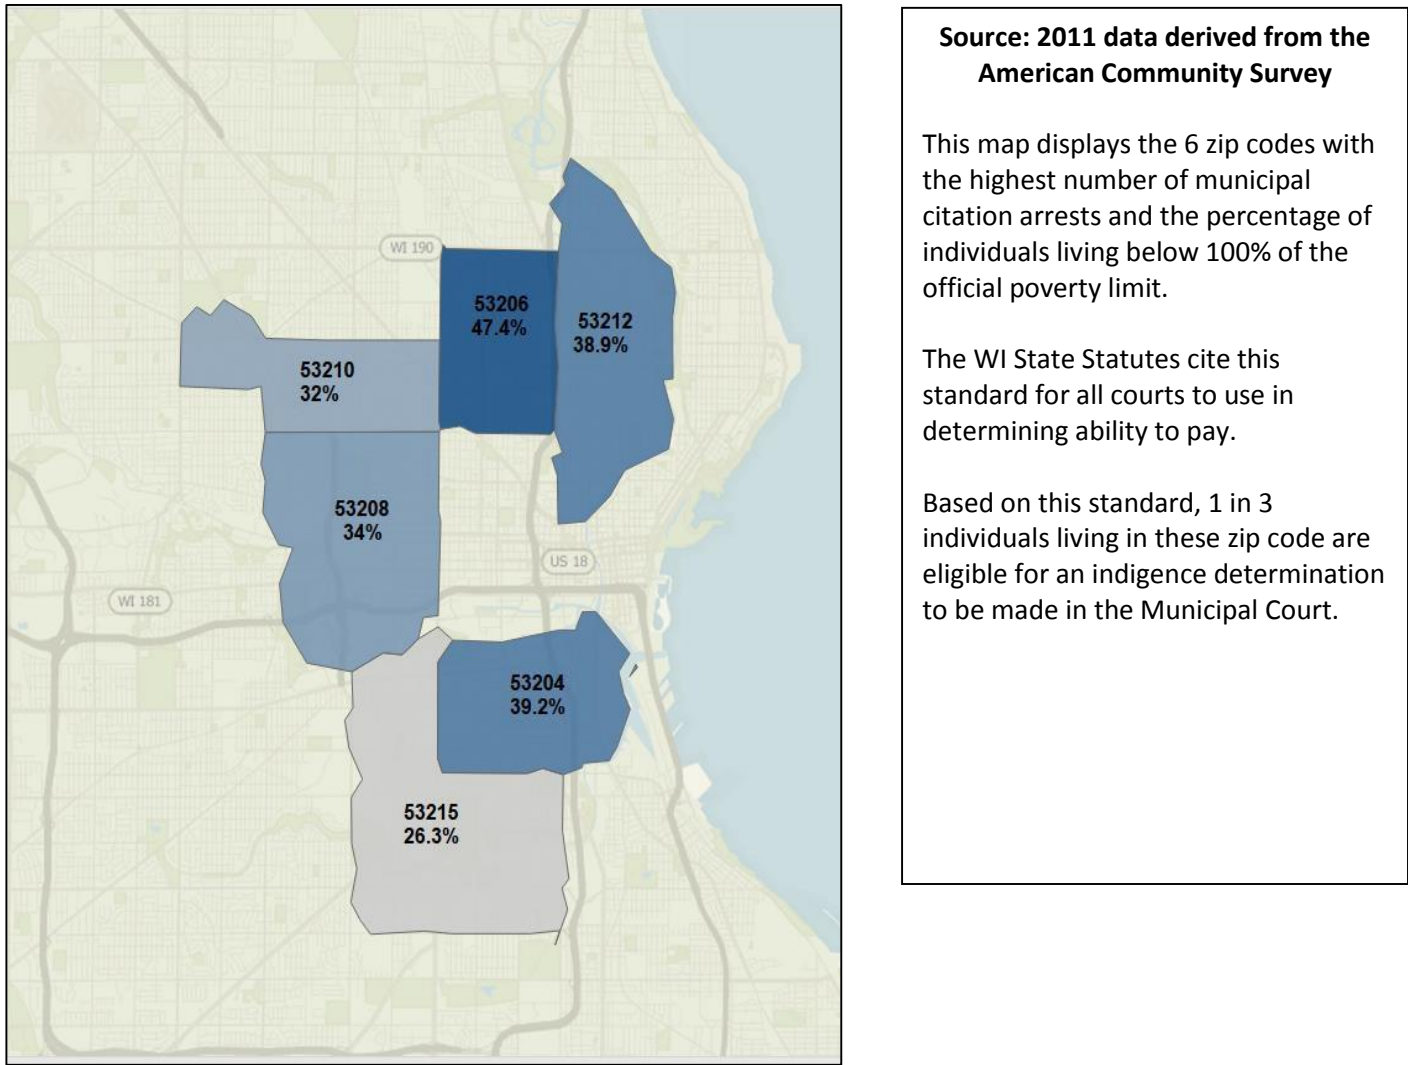 WI 190
53206
47.4%
53212
38.9%
53210
32%
53208
34%
US 18
WI 181
53204
39.2%
53215
26.3%
Source: 2011 data derived from the
American Community Survey
This map displays the 6 zip codes with
the highest number of municipal
citation arrests and the percentage of
individuals living below 100% of the
official poverty limit.
The WI State Statutes cite this
standard for all courts to use in
determining ability to pay.
Based on this standard, 1 in 3
individuals living in these zip code are
eligible for an indigence determination
to be made in the Municipal Court.